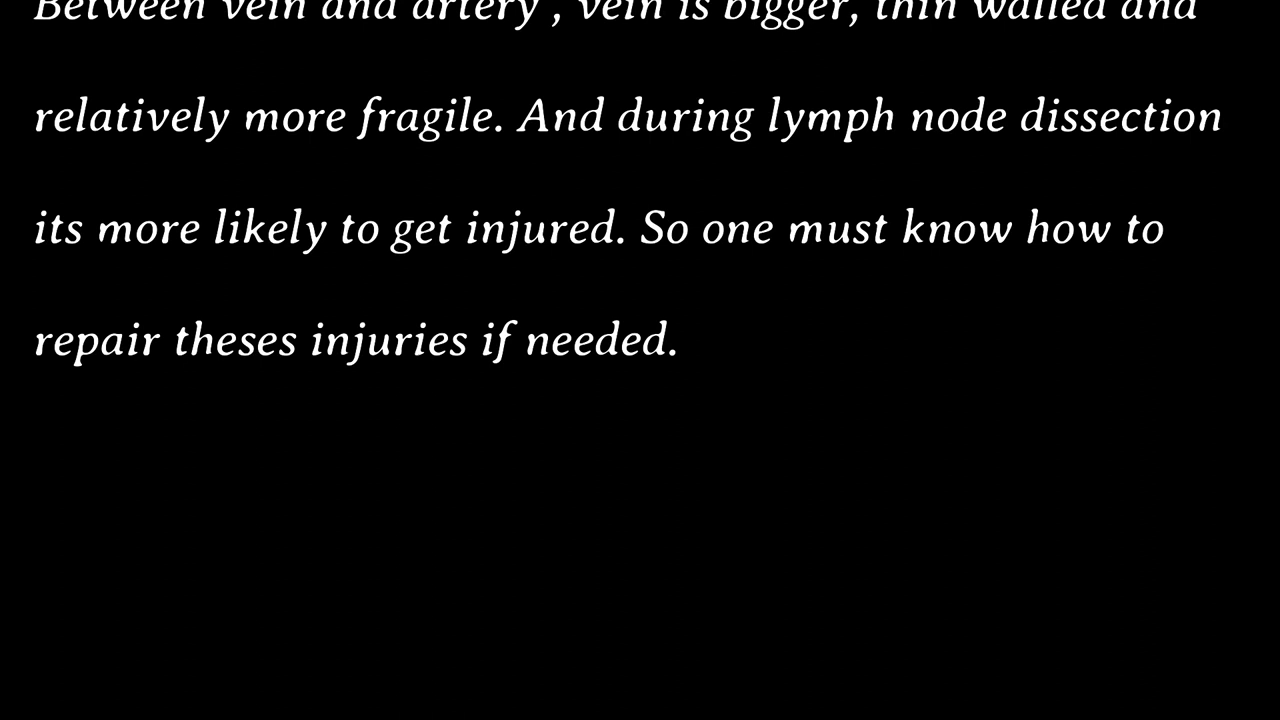 Between vein and artery , vein is bigger, thin walled and
relatively more fragile. And during lymph node dissection
its more likely to get injured. So one must know how to
repair theses injuries if needed.